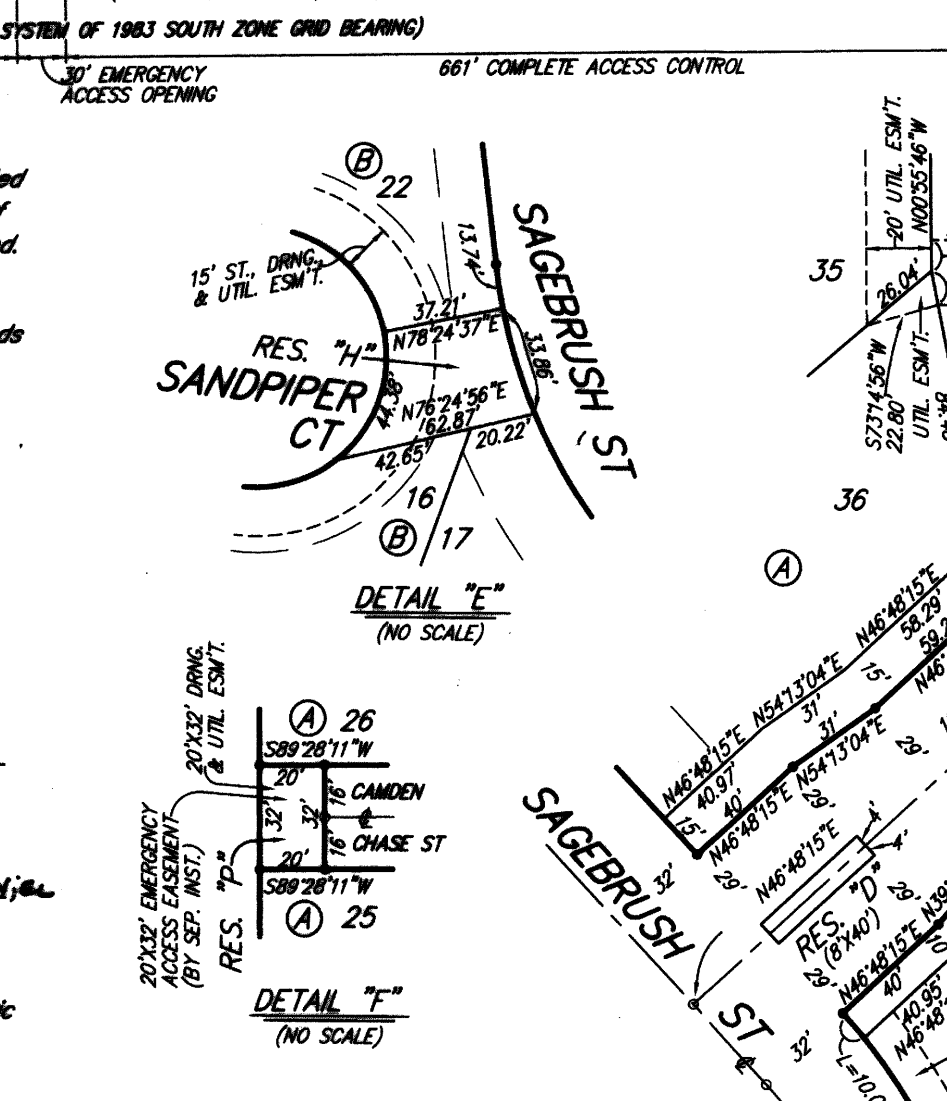 SYSTEM OF 1983 SOUTH ZONE GRID BEARING)
30' EMERGENCY
ACCESS OPENING
661' COMPLETE ACCESS CONTROL
B
22
15' ST., DRNG.,
& UTIL. ESM'T.
13.74'
SAGEBRUSH ST
37.21'
N78°24'37"E
RES. "H"
33.86'
SANDPIPER
CT
44.38'
N76°24'56"E
62.87'
42.65'
20.22'
16
B
17
DETAIL "E"
(NO SCALE)
20' UTIL. ESM'T.
N00°55'46"W
35
26.04'
S73°14'56"W
22.80'
UTIL. ESM'T.
36
A
20'X32' DRNG.
& UTIL. ESM'T.
A 26
S89°28'11"W
20'
32'
32'
16'
16'
CAMDEN
CHASE ST
20'
S89°28'11"W
A 25
20'X32' EMERGENCY
ACCESS EASEMENT
(BY SEP. INST.)
RES. "P"
DETAIL "F"
(NO SCALE)
N46°48'15"E
58.29'
N54°13'04"E
15'
31'
31'
N46°48'15"E
40.97'
40'
15'
N54°13'04"E
N46°48'15"E
29'
29'
29'
N46°48'15"E
4'
4'
RES. "D"
(8'X40')
29'
29'
32'
SAGEBRUSH
ST
N46°48'15"E
40'
40.95'
32'